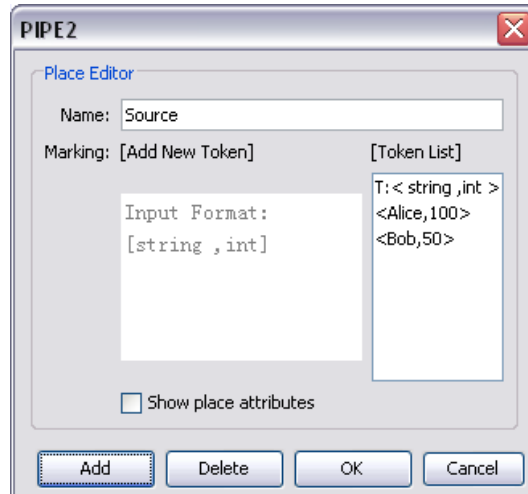 PIPE2
Place Editor
Name: Source
Marking: [Add New Token] [Token List]
Input Format:
[string ,int]
T:< string ,int >
<Alice,100>
<Bob,50>
Show place attributes
Add Delete OK Cancel